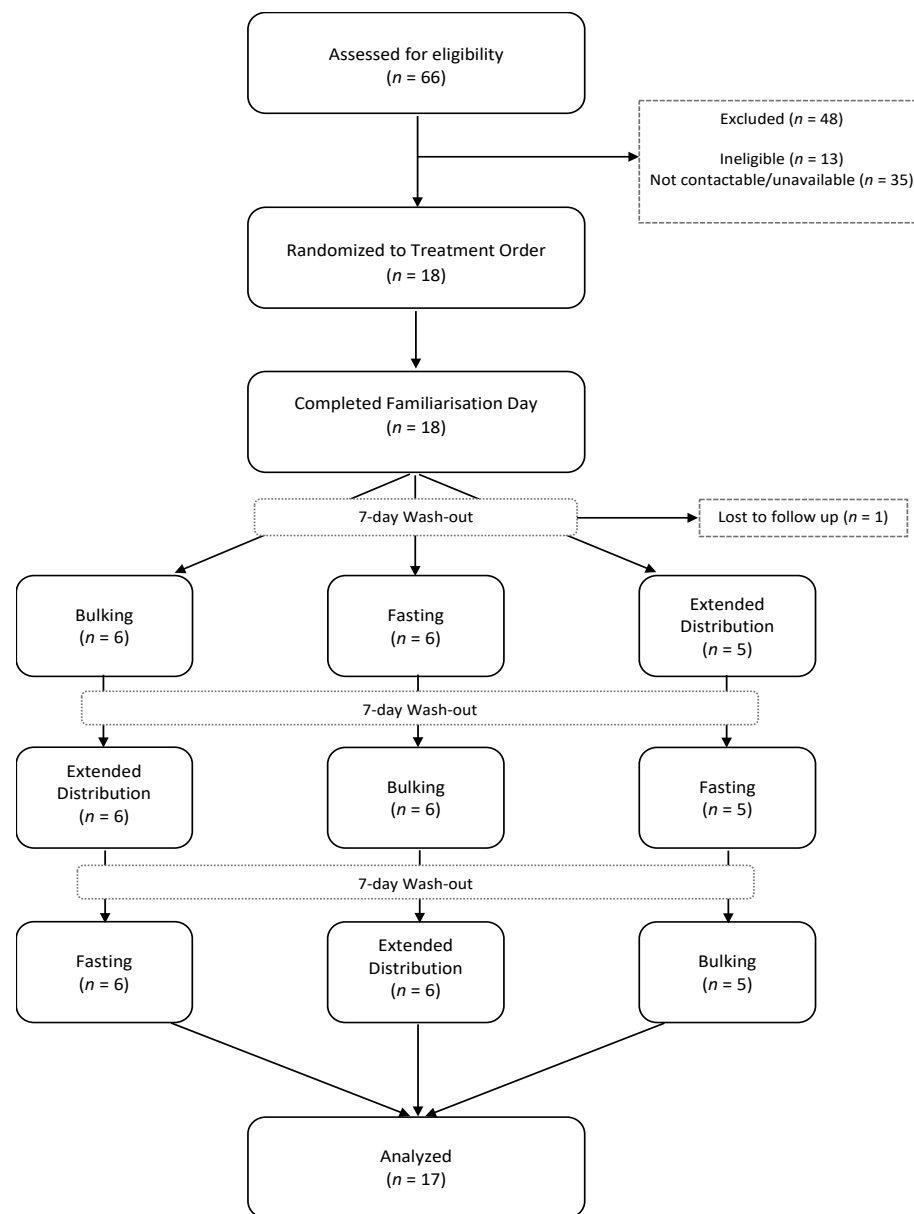 Assessed for eligibility
(n = 66)
Excluded (n = 48)
Ineligible (n = 13)
Not contactable/unavailable (n = 35)
Randomized to Treatment Order
(n = 18)
Completed Familiarisation Day
(n = 18)
7-day Wash-out
Lost to follow up (n = 1)
Bulking
(n = 6)
Fasting
(n = 6)
Extended
Distribution
(n = 5)
7-day Wash-out
Extended
Distribution
(n = 6)
Bulking
(n = 6)
Fasting
(n = 5)
7-day Wash-out
Fasting
(n = 6)
Extended
Distribution
(n = 6)
Bulking
(n = 5)
Analyzed
(n = 17)